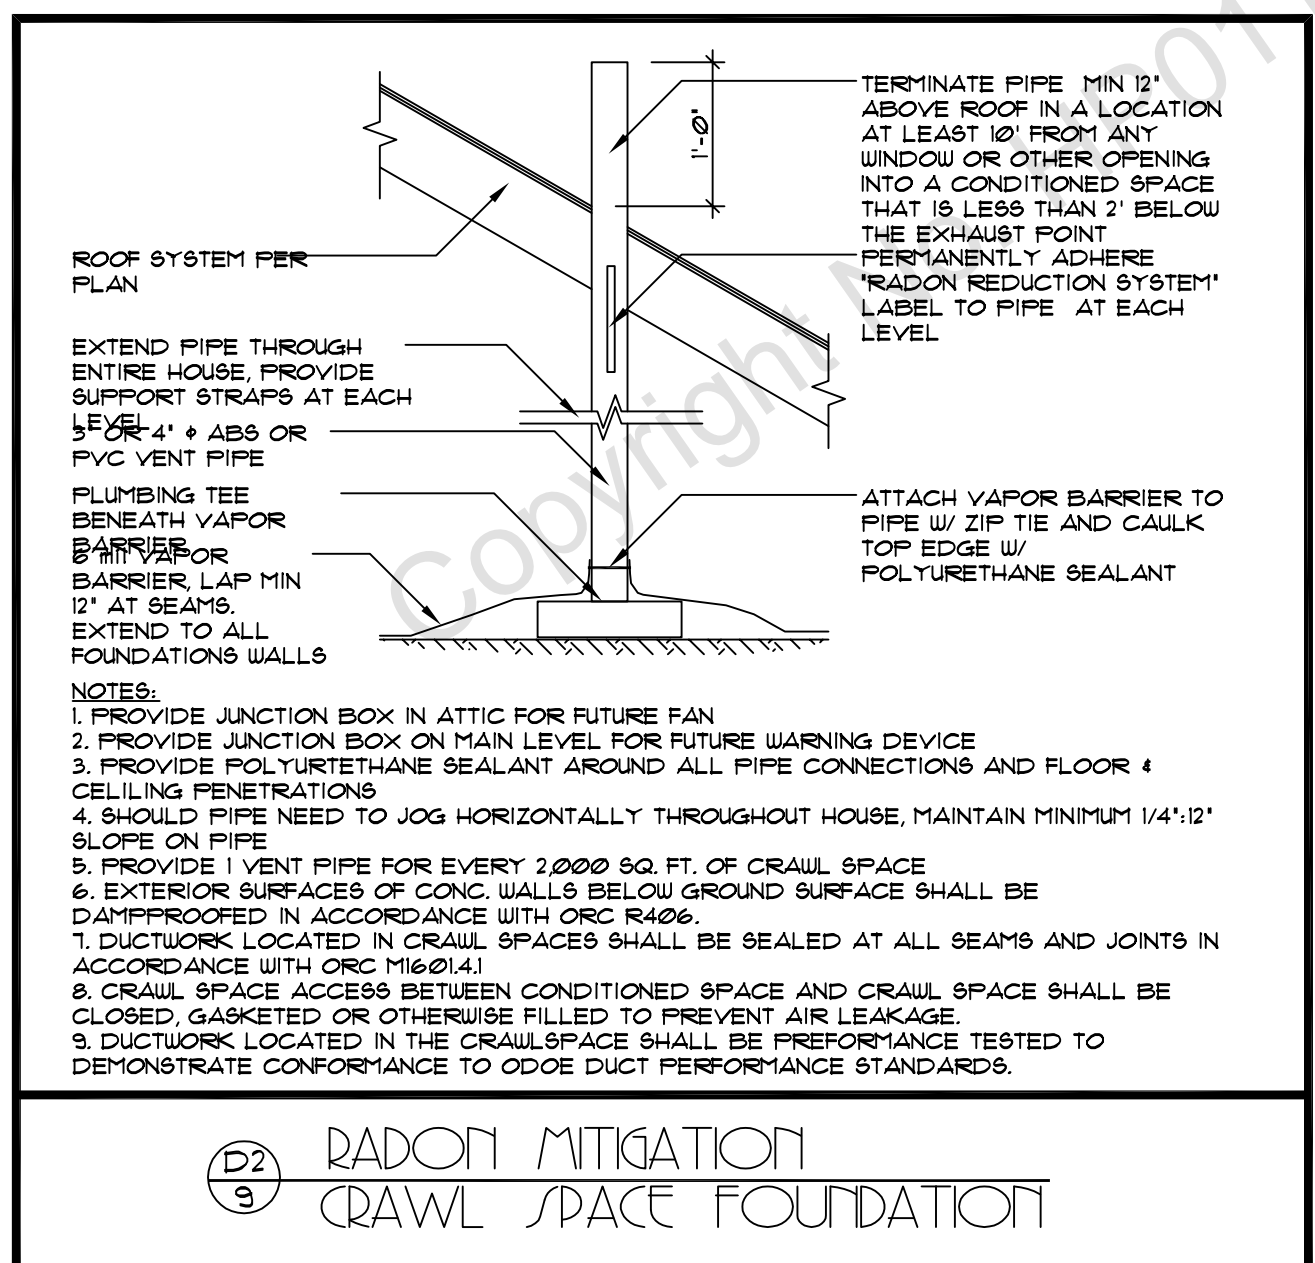 TERMINATE PIPE MIN 12"
ABOVE ROOF IN A LOCATION
AT LEAST 10' FROM ANY
WINDOW OR OTHER OPENING
INTO A CONDITIONED SPACE
THAT IS LESS THAN 2' BELOW
THE EXHAUST POINT
1'-0"
ROOF SYSTEM PER
PLAN
PERMANENTLY ADHERE
"RADON REDUCTION SYSTEM"
LABEL TO PIPE AT EACH
LEVEL
EXTEND PIPE THROUGH
ENTIRE HOUSE, PROVIDE
SUPPORT STRAPS AT EACH
LEVEL
3" OR 4" ϕ ABS OR
PVC VENT PIPE
PLUMBING TEE
BENEATH VAPOR
BARRIER
6 mil VAPOR
BARRIER, LAP MIN
12" AT SEAMS.
EXTEND TO ALL
FOUNDATIONS WALLS
ATTACH VAPOR BARRIER TO
PIPE W/ ZIP TIE AND CAULK
TOP EDGE W/
POLYURETHANE SEALANT
Copyright No. HP01
NOTES:
1. PROVIDE JUNCTION BOX IN ATTIC FOR FUTURE FAN
2. PROVIDE JUNCTION BOX ON MAIN LEVEL FOR FUTURE WARNING DEVICE
3. PROVIDE POLYURTETHANE SEALANT AROUND ALL PIPE CONNECTIONS AND FLOOR &
CELILING PENETRATIONS
4. SHOULD PIPE NEED TO JOG HORIZONTALLY THROUGHOUT HOUSE, MAINTAIN MINIMUM 1/4":12"
SLOPE ON PIPE
5. PROVIDE 1 VENT PIPE FOR EVERY 2,000 SQ. FT. OF CRAWL SPACE
6. EXTERIOR SURFACES OF CONC. WALLS BELOW GROUND SURFACE SHALL BE
DAMPPROOFED IN ACCORDANCE WITH ORC R406.
7. DUCTWORK LOCATED IN CRAWL SPACES SHALL BE SEALED AT ALL SEAMS AND JOINTS IN
ACCORDANCE WITH ORC M1601.4.1
8. CRAWL SPACE ACCESS BETWEEN CONDITIONED SPACE AND CRAWL SPACE SHALL BE
CLOSED, GASKETED OR OTHERWISE FILLED TO PREVENT AIR LEAKAGE.
9. DUCTWORK LOCATED IN THE CRAWLSPACE SHALL BE PREFORMANCE TESTED TO
DEMONSTRATE CONFORMANCE TO ODOE DUCT PERFORMANCE STANDARDS.
D2
9
RADON MITIGATION
CRAWL SPACE FOUNDATION